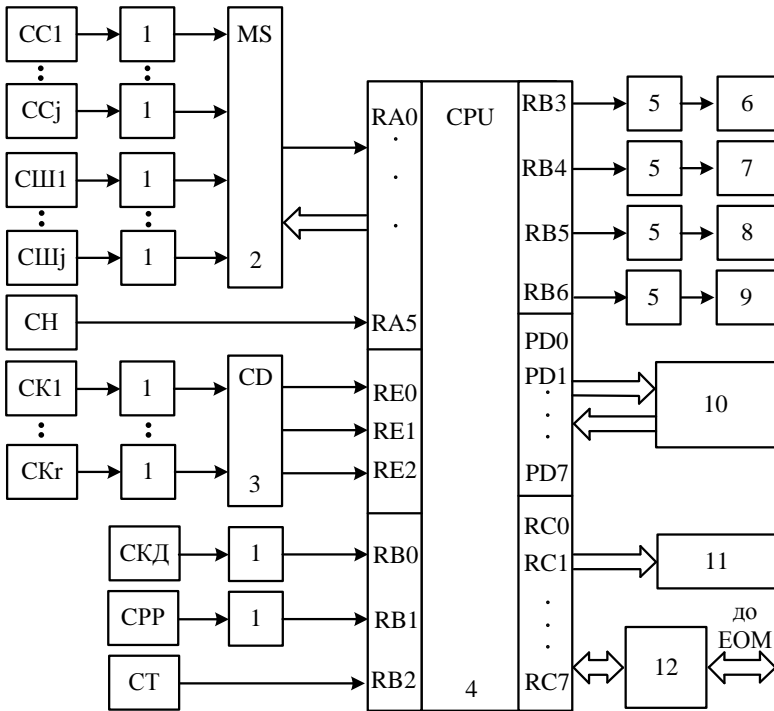 СС1
1
MS
ССj
1
СШ1
1
СШj
1
2
СН
СК1
1
CD
СКr
1
3
СКД
1
СРР
1
СТ
RA0
RA5
RE0
RE1
RE2
RB0
RB1
RB2
CPU
4
RB3
5
6
RB4
5
7
RB5
5
8
RB6
5
9
PD0
PD1
10
PD7
RC0
RC1
11
RC7
12
до
ЕОМ